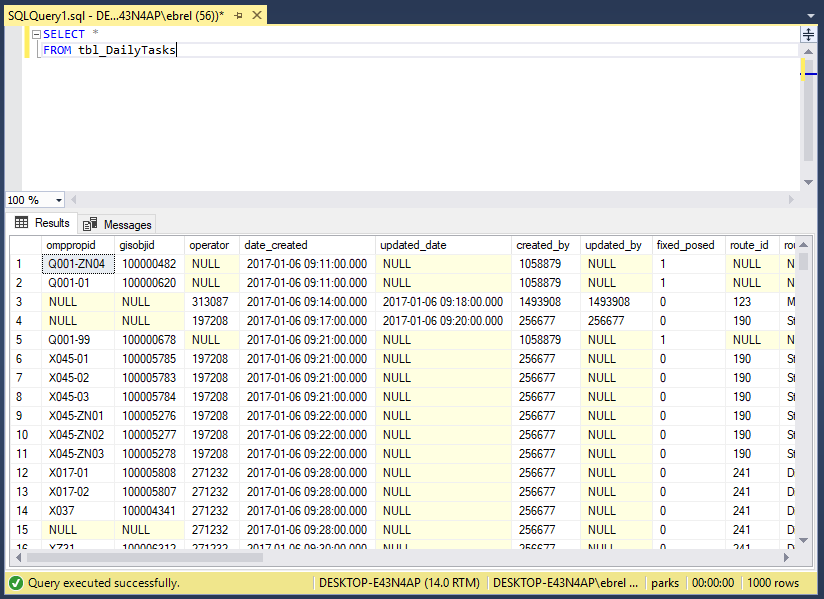 SQLQuery1.sql - DE...43N4AP\ebrel (56))*
SELECT *
FROM tbl_DailyTasks
100 %
Results Messages
omppropid gisobjid operator date_created updated_date created_by updated_by fixed_posed route_id rou
1 Q001-ZN04 100000482 NULL 2017-01-06 09:11:00.000 NULL 1058879 NULL 1 NULL N
2 Q001-01 100000620 NULL 2017-01-06 09:11:00.000 NULL 1058879 NULL 1 NULL N
3 NULL NULL 313087 2017-01-06 09:14:00.000 2017-01-06 09:18:00.000 1493908 1493908 0 123 M
4 NULL NULL 197208 2017-01-06 09:17:00.000 2017-01-06 09:20:00.000 256677 256677 0 190 St
5 Q001-99 100000678 NULL 2017-01-06 09:21:00.000 NULL 1058879 NULL 1 NULL N
6 X045-01 100005785 197208 2017-01-06 09:21:00.000 NULL 256677 NULL 0 190 St
7 X045-02 100005783 197208 2017-01-06 09:21:00.000 NULL 256677 NULL 0 190 St
8 X045-03 100005784 197208 2017-01-06 09:21:00.000 NULL 256677 NULL 0 190 St
9 X045-ZN01 100005276 197208 2017-01-06 09:22:00.000 NULL 256677 NULL 0 190 St
10 X045-ZN02 100005277 197208 2017-01-06 09:22:00.000 NULL 256677 NULL 0 190 St
11 X045-ZN03 100005278 197208 2017-01-06 09:22:00.000 NULL 256677 NULL 0 190 St
12 X017-01 100005808 271232 2017-01-06 09:28:00.000 NULL 256677 NULL 0 241 D
13 X017-02 100005807 271232 2017-01-06 09:28:00.000 NULL 256677 NULL 0 241 D
14 X037 100004341 271232 2017-01-06 09:28:00.000 NULL 256677 NULL 0 241 D
15 NULL NULL 271232 2017-01-06 09:28:00.000 NULL 256677 NULL 0 241 D
16 XZ31 100006312 271232 2017-01-06 09:30:00.000 NULL 256677 NULL 0 241 D
Query executed successfully. DESKTOP-E43N4AP (14.0 RTM) DESKTOP-E43N4AP\ebrel ... parks 00:00:00 1000 rows